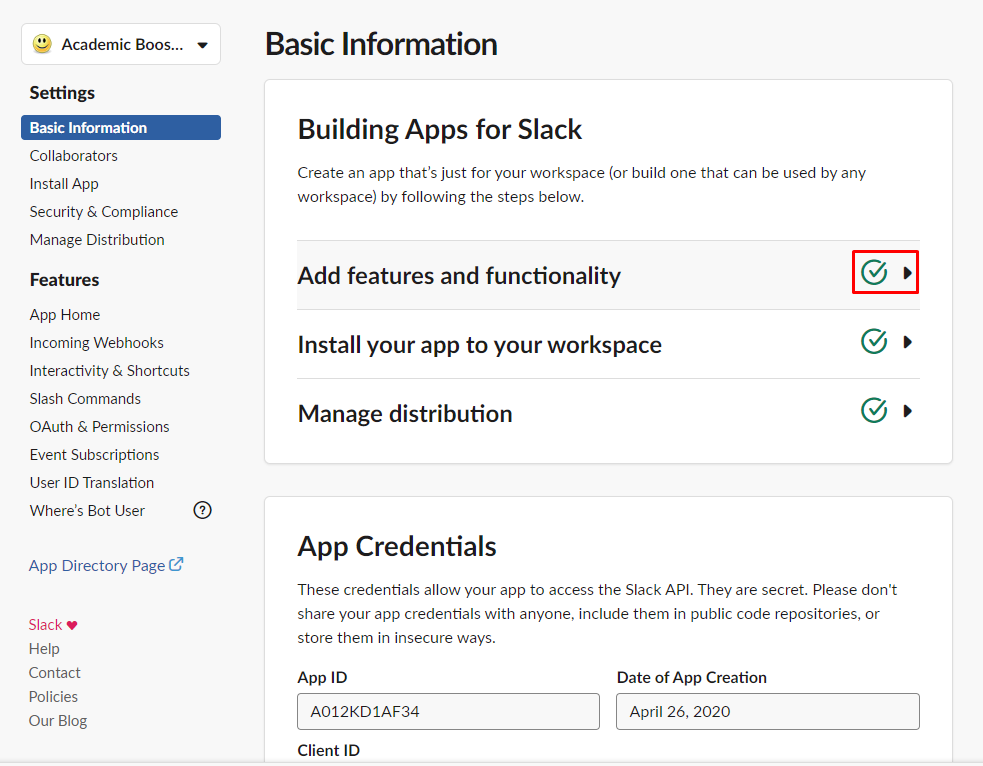 Academic Boos...
Settings
Basic Information
Collaborators
Install App
Security & Compliance
Manage Distribution
Features
App Home
Incoming Webhooks
Interactivity & Shortcuts
Slash Commands
OAuth & Permissions
Event Subscriptions
User ID Translation
Where’s Bot User
?
App Directory Page
Slack ♥
Help
Contact
Policies
Our Blog
Basic Information
Building Apps for Slack
Create an app that’s just for your workspace (or build one that can be used by any
workspace) by following the steps below.
Add features and functionality
Install your app to your workspace
Manage distribution
App Credentials
These credentials allow your app to access the Slack API. They are secret. Please don't
share your app credentials with anyone, include them in public code repositories, or
store them in insecure ways.
App ID
A012KD1AF34
Date of App Creation
April 26, 2020
Client ID